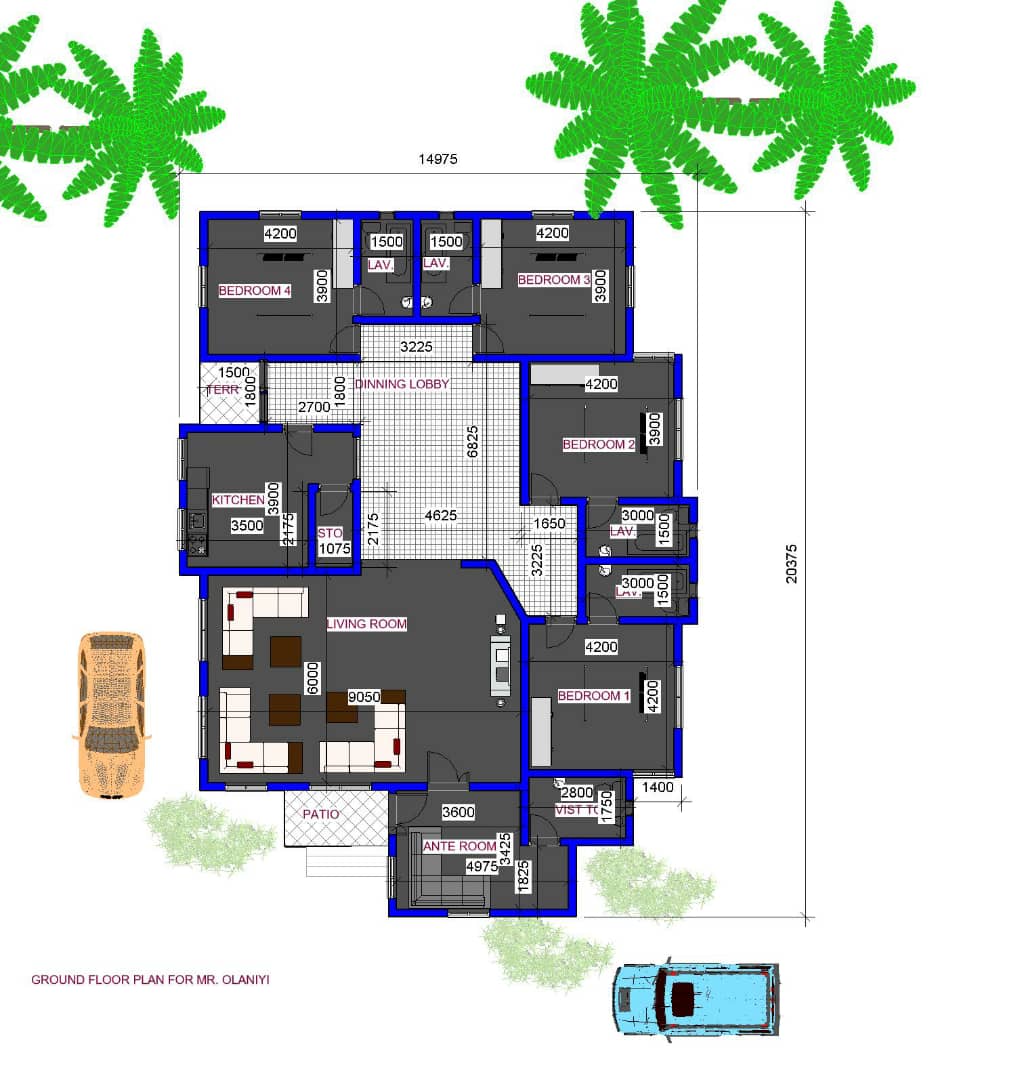 14975
4200
1500
1500
4200
LAV.
LAV.
BEDROOM 4
3900
BEDROOM 3
3900
3225
1500
TERR
1800
2700
1800
DINNING LOBBY
4200
6825
BEDROOM 2
3900
KITCHEN
3900
3500
2175
STO
1075
2175
4625
1650
3225
3000
LAV.
1500
3000
LAV.
1500
20375
LIVING ROOM
6000
9050
4200
BEDROOM 1
4200
1400
PATIO
3600
2800
VIST TO
1750
ANTE ROOM
3425
4975
1825
GROUND FLOOR PLAN FOR MR. OLANIYI